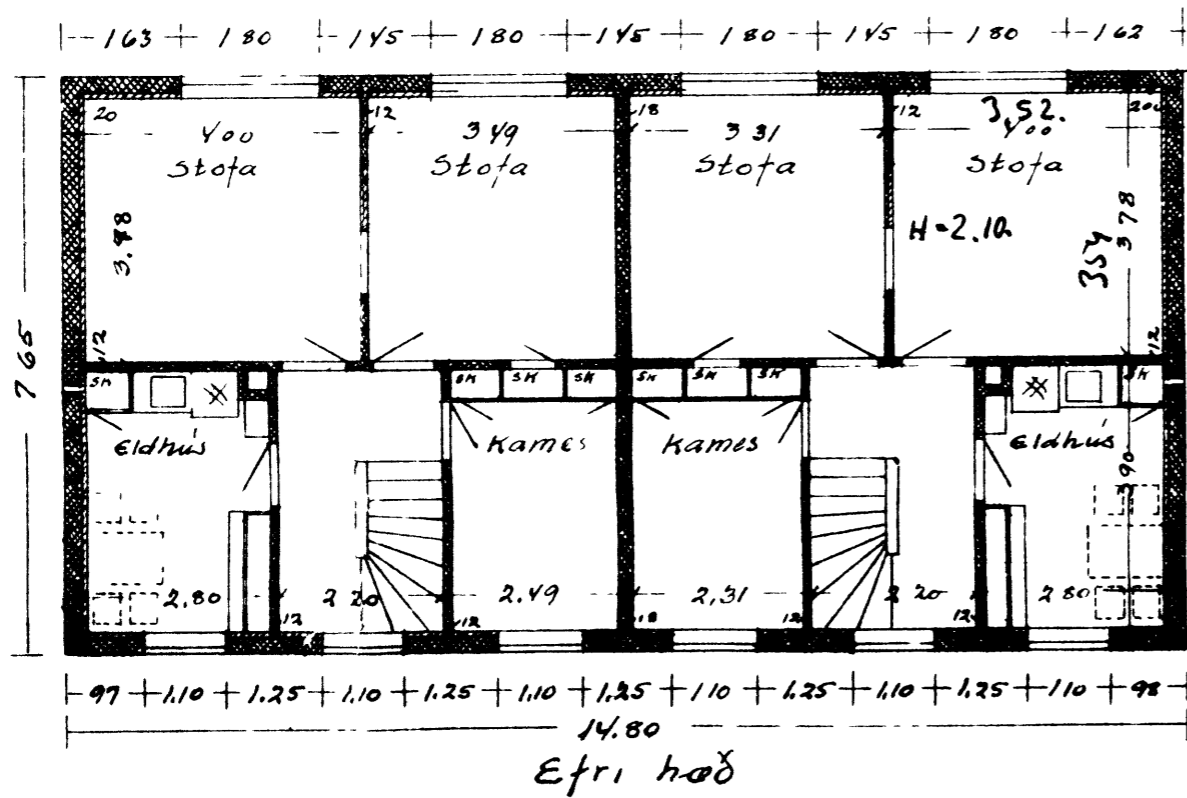 163 180 145 180 145 180 145 180 162
20 12 18 12 3,52. 20
400 349 331 400
Stofa Stofa Stofa Stofa
3.98 H=2.10 354 378
12 12
765
SK SK SK SK SK SK SK SK
Eldhús Kames Kames Eldhús
390
2.80 2 20 2.49 2,31 2 20 2 80
12 12 18 12 12
97 1.10 1.25 1.10 1.25 1.10 1.25 110 1.25 1.10 1.25 110 98
14.80
Efri hæð